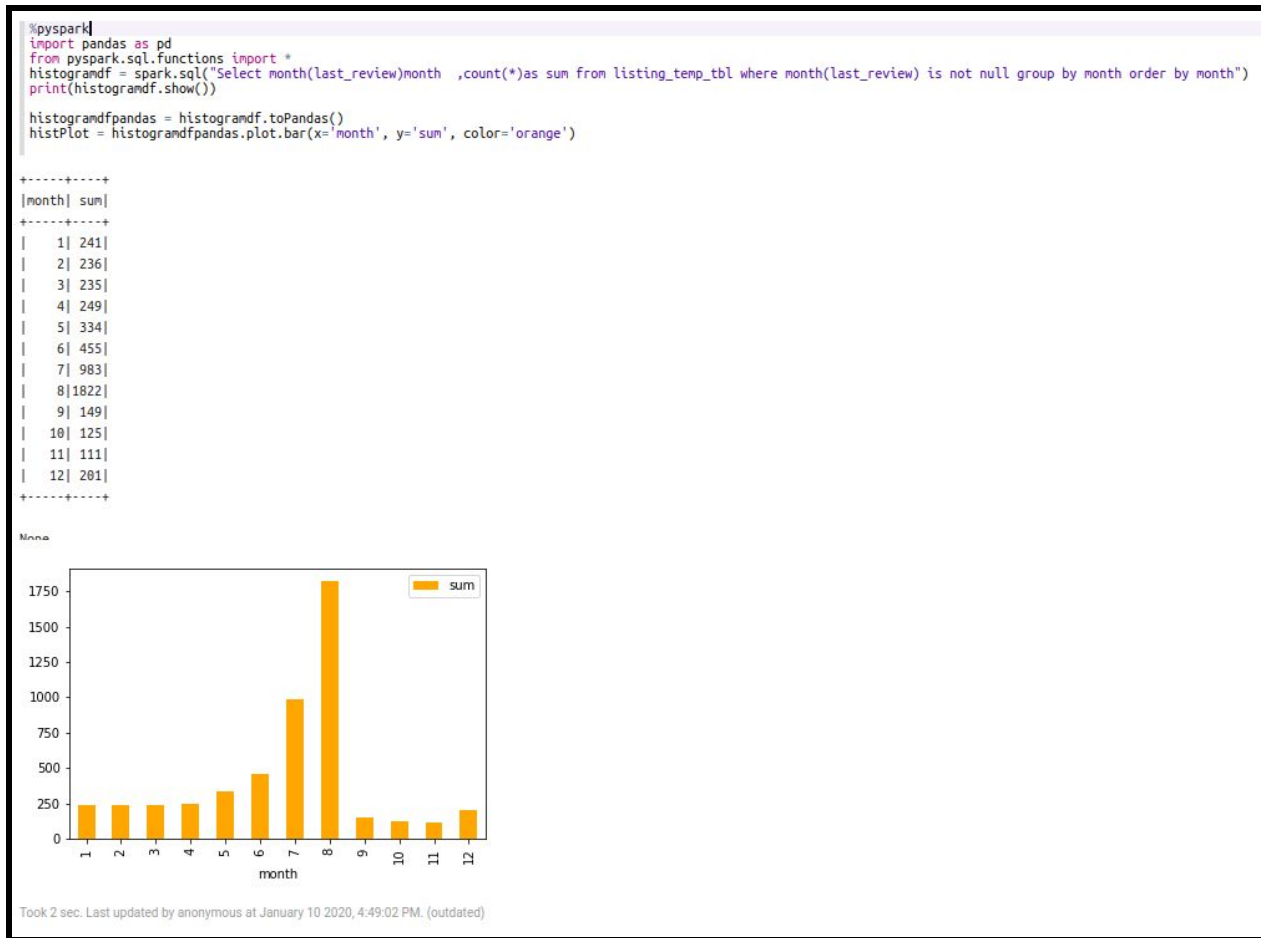 %pyspark
import pandas as pd
from pyspark.sql.functions import *
histogramdf = spark.sql("Select month(last_review)month  ,count(*)as sum from listing_temp_tbl where month(last_review) is not null group by month order by month")
print(histogramdf.show())
histogramdfpandas = histogramdf.toPandas()
histPlot = histogramdfpandas.plot.bar(x='month', y='sum', color='orange')
+-----+----+
|month| sum|
+-----+----+
|    1| 241|
|    2| 236|
|    3| 235|
|    4| 249|
|    5| 334|
|    6| 455|
|    7| 983|
|    8|1822|
|    9| 149|
|   10| 125|
|   11| 111|
|   12| 201|
+-----+----+
None
sum
1750
1500
1250
1000
750
500
250
0
1 2 3 4 5 6 7 8 9 10 11 12
month
Took 2 sec. Last updated by anonymous at January 10 2020, 4:49:02 PM. (outdated)